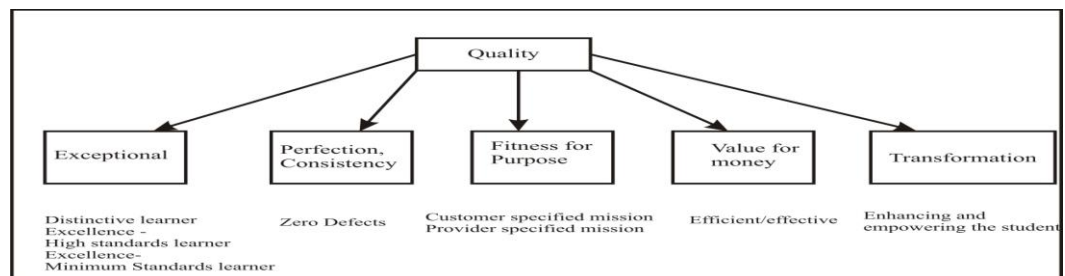 Quality
Exceptional
Perfection,
Consistency
Fitness for
Purpose
Value for
money
Transformation
Distinctive learner
Excellence -
High standards learner
Excellence-
Minimum Standards learner
Zero Defects
Customer specified mission
Provider specified mission
Efficient/effective
Enhancing and
empowering the student